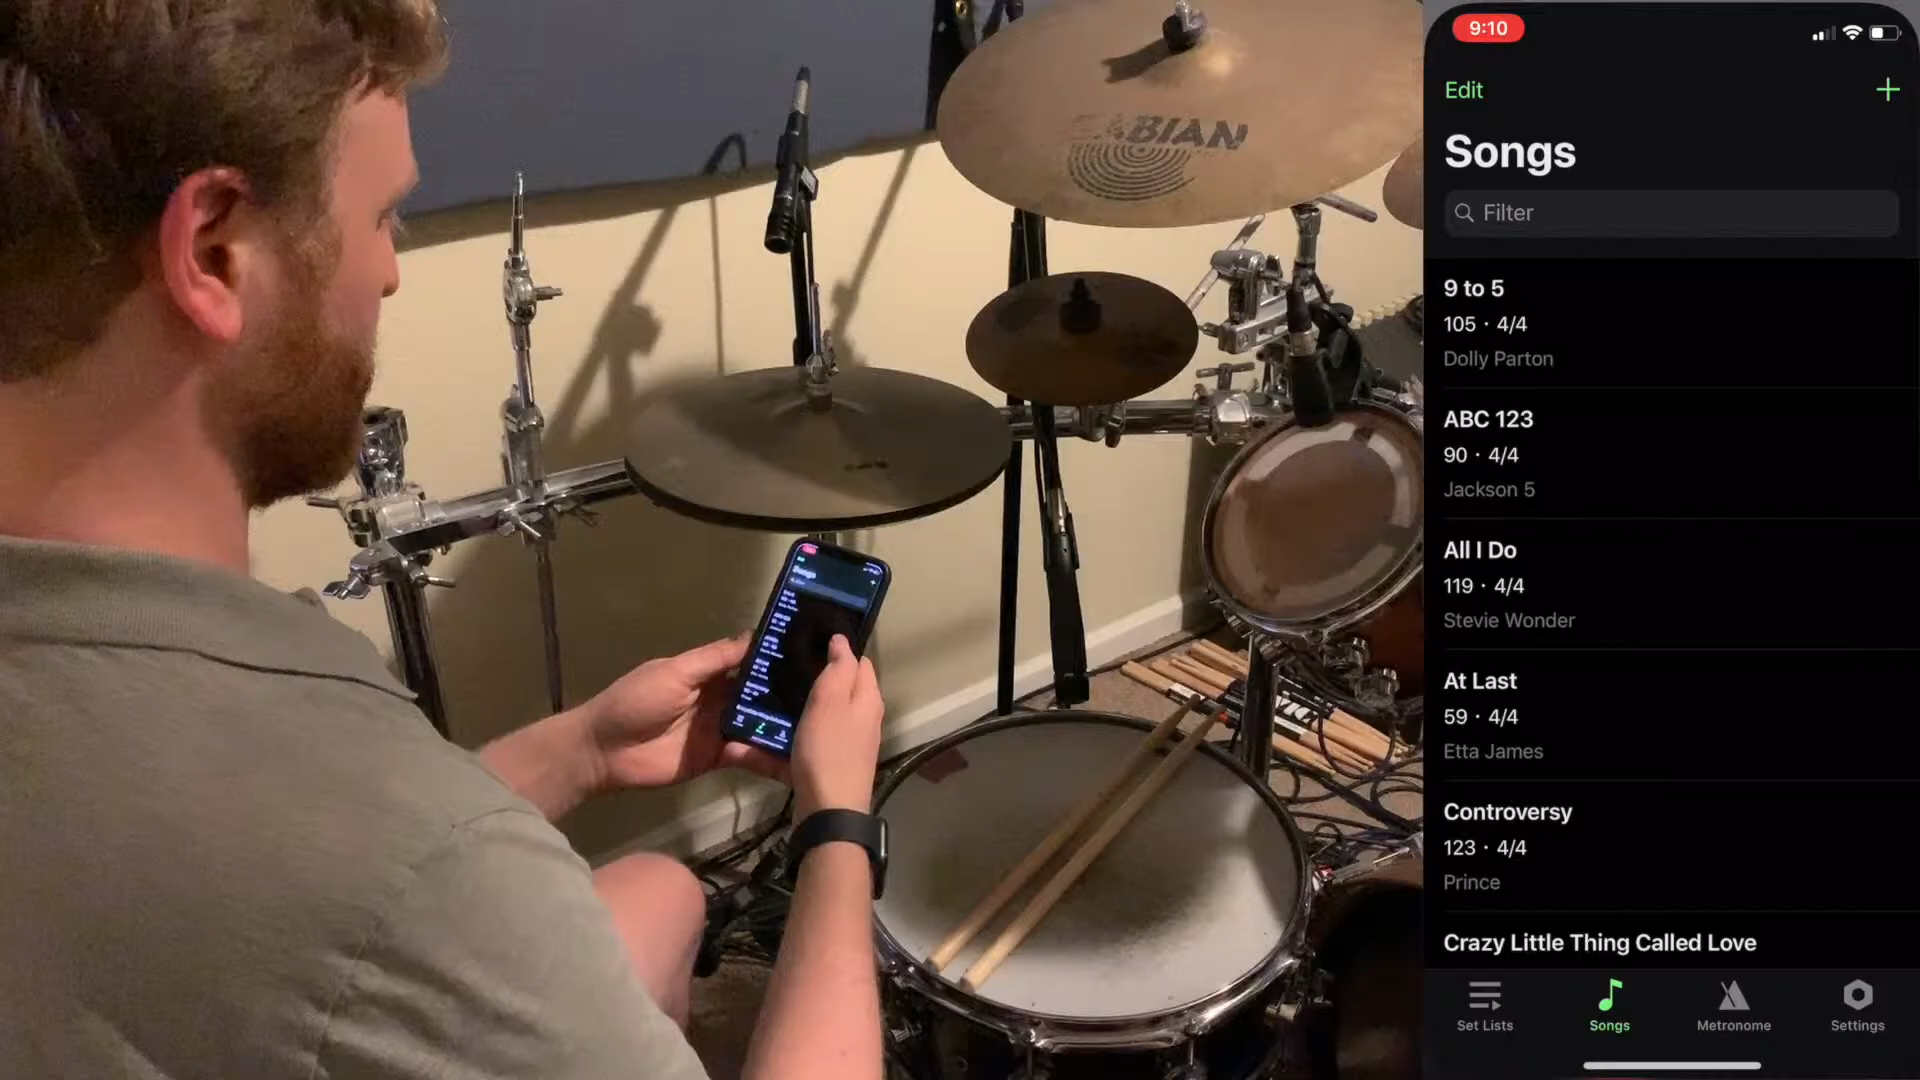 SABIAN
9:10
Edit
Songs
Filter
9 to 5
105 · 4/4
Dolly Parton
ABC 123
90 · 4/4
Jackson 5
All I Do
119 · 4/4
Stevie Wonder
At Last
59 · 4/4
Etta James
Controversy
123 · 4/4
Prince
Crazy Little Thing Called Love
Set Lists
Songs
Metronome
Settings
Songs